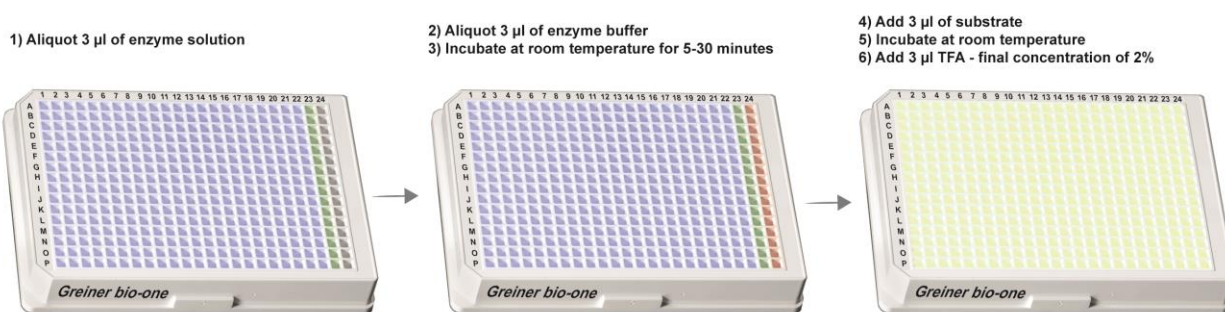 1) Aliquot 3 µl of enzyme solution
2) Aliquot 3 µl of enzyme buffer
3) Incubate at room temperature for 5-30 minutes
4) Add 3 µl of substrate
5) Incubate at room temperature
6) Add 3 µl TFA - final concentration of 2%
1 2 3 4 5 6 7 8 9 10 11 12 13 14 15 16 17 18 19 20 21 22 23 24
A
B
C
D
E
F
G
H
I
J
K
L
M
N
O
P
Greiner bio-one
1 2 3 4 5 6 7 8 9 10 11 12 13 14 15 16 17 18 19 20 21 22 23 24
A
B
C
D
E
F
G
H
I
J
K
L
M
N
O
P
Greiner bio-one
1 2 3 4 5 6 7 8 9 10 11 12 13 14 15 16 17 18 19 20 21 22 23 24
A
B
C
D
E
F
G
H
I
J
K
L
M
N
O
P
Greiner bio-one